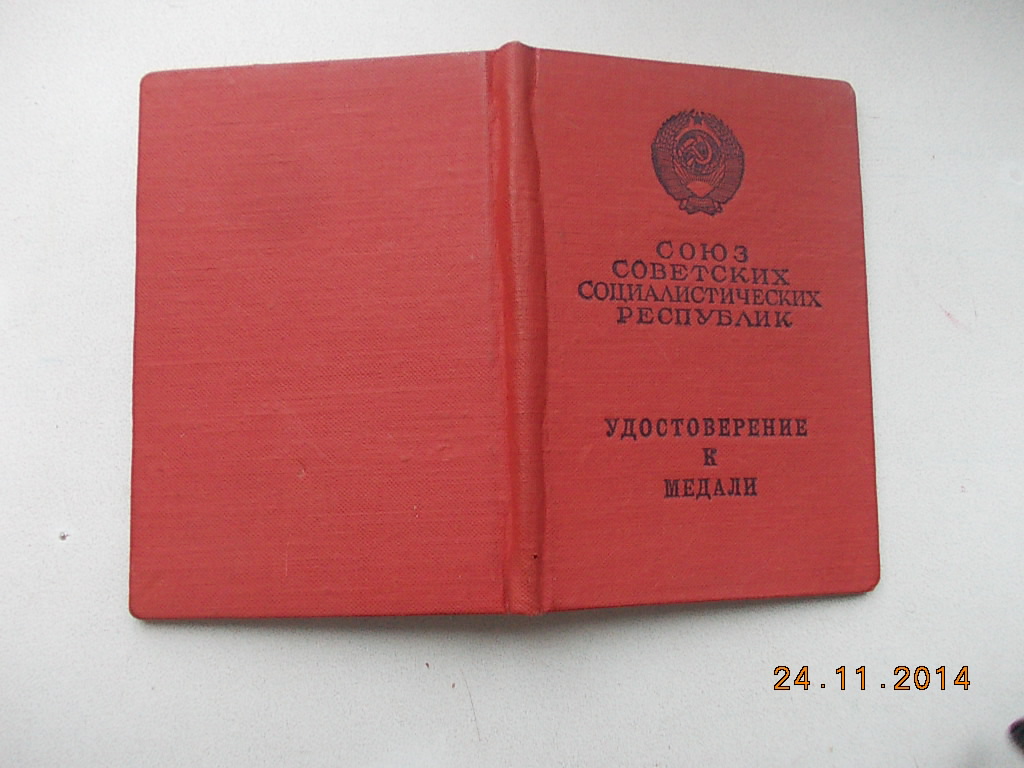 СОЮЗ
СОВЕТСКИХ
СОЦИАЛИСТИЧЕСКИХ
РЕСПУБЛИК
УДОСТОВЕРЕНИЕ
К
МЕДАЛИ
24.11.2014